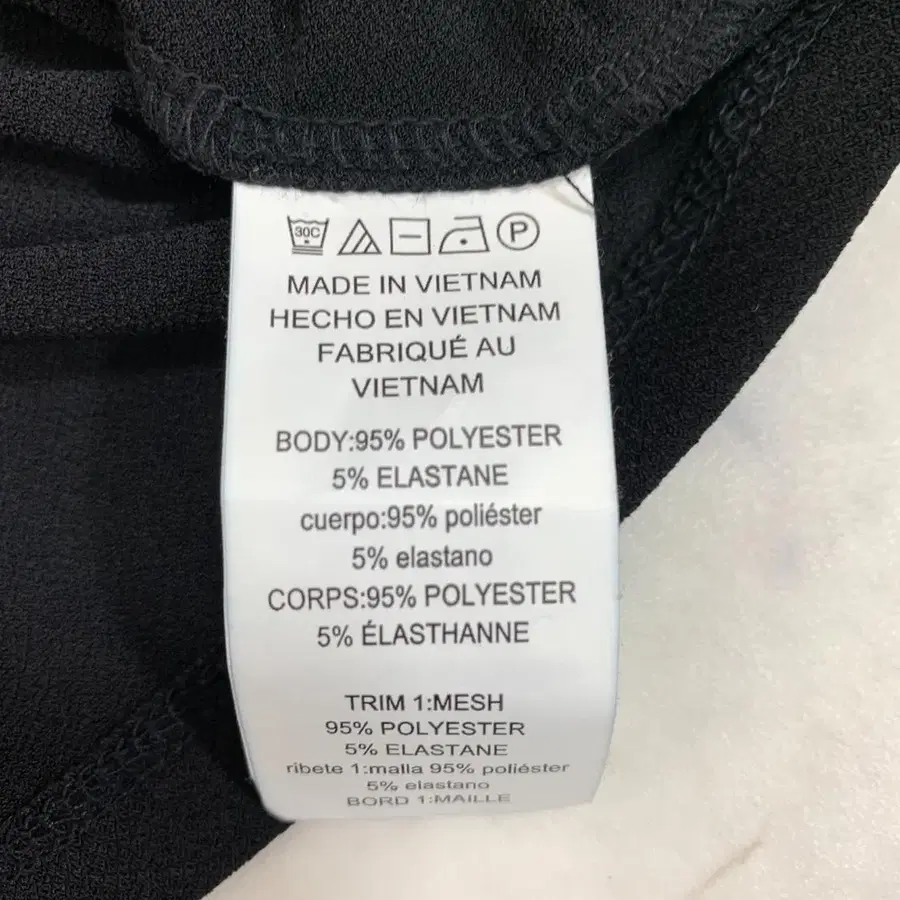 30C P
MADE IN VIETNAM
HECHO EN VIETNAM
FABRIQUÉ AU
VIETNAM
BODY:95% POLYESTER
5% ELASTANE
cuerpo:95% poliéster
5% elastano
CORPS:95% POLYESTER
5% ÉLASTHANNE
TRIM 1:MESH
95% POLYESTER
5% ELASTANE
ribete 1:malla 95% poliéster
5% elastano
BORD 1:MAILLE